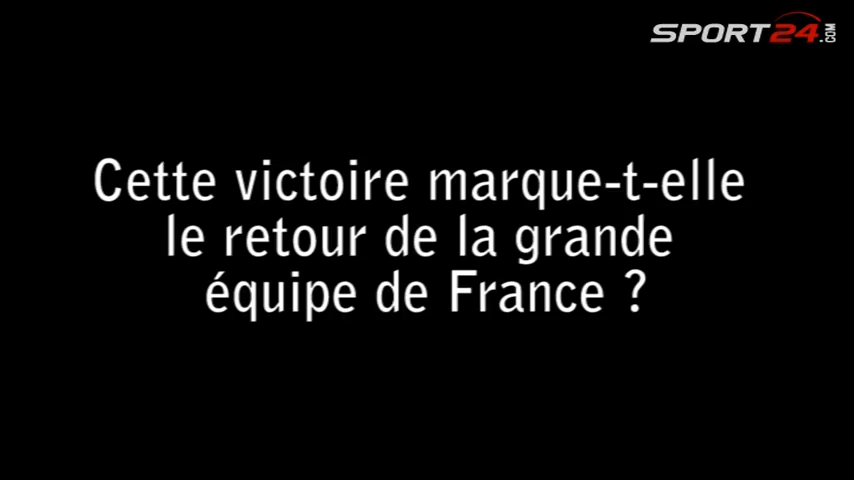 SPORT24.COM
Cette victoire marque-t-elle
le retour de la grande
équipe de France ?